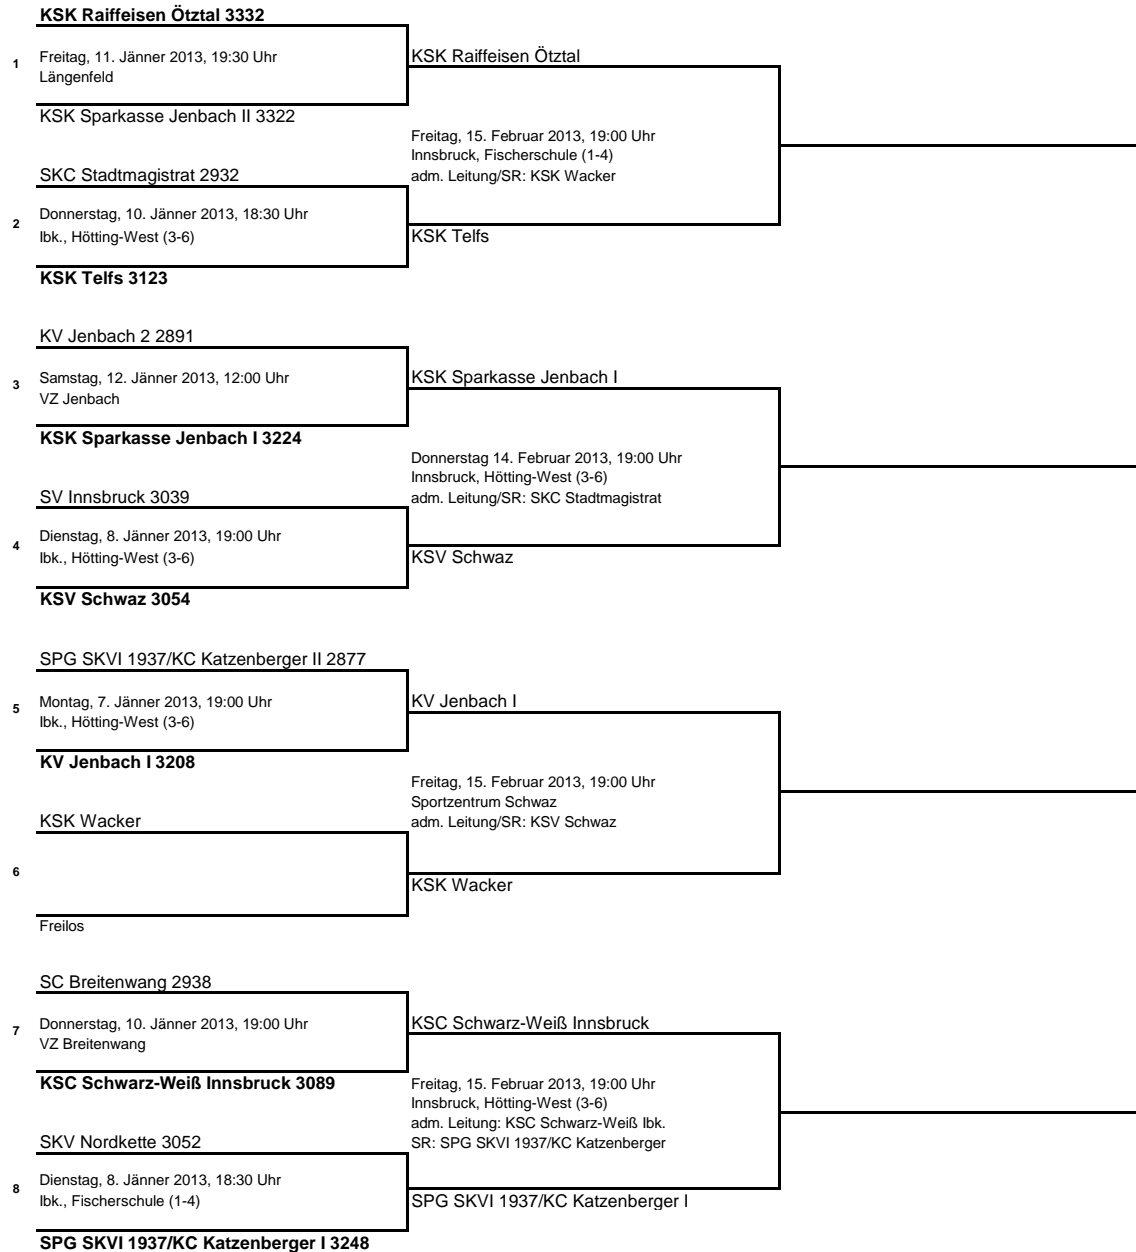 KSK Raiffeisen Ötztal 3332
1 Freitag, 11. Jänner 2013, 19:30 Uhr
Längenfeld
KSK Raiffeisen Ötztal
KSK Sparkasse Jenbach II 3322
Freitag, 15. Februar 2013, 19:00 Uhr
Innsbruck, Fischerschule (1-4)
adm. Leitung/SR: KSK Wacker
SKC Stadtmagistrat 2932
2 Donnerstag, 10. Jänner 2013, 18:30 Uhr
Ibk., Hötting-West (3-6)
KSK Telfs
KSK Telfs 3123
KV Jenbach 2 2891
3 Samstag, 12. Jänner 2013, 12:00 Uhr
VZ Jenbach
KSK Sparkasse Jenbach I
KSK Sparkasse Jenbach I 3224
Donnerstag 14. Februar 2013, 19:00 Uhr
Innsbruck, Hötting-West (3-6)
adm. Leitung/SR: SKC Stadtmagistrat
SV Innsbruck 3039
4 Dienstag, 8. Jänner 2013, 19:00 Uhr
Ibk., Hötting-West (3-6)
KSV Schwaz
KSV Schwaz 3054
SPG SKVI 1937/KC Katzenberger II 2877
5 Montag, 7. Jänner 2013, 19:00 Uhr
Ibk., Hötting-West (3-6)
KV Jenbach I
KV Jenbach I 3208
Freitag, 15. Februar 2013, 19:00 Uhr
Sportzentrum Schwaz
adm. Leitung/SR: KSV Schwaz
KSK Wacker
6
KSK Wacker
Freilos
SC Breitenwang 2938
7 Donnerstag, 10. Jänner 2013, 19:00 Uhr
VZ Breitenwang
KSC Schwarz-Weiß Innsbruck
KSC Schwarz-Weiß Innsbruck 3089
Freitag, 15. Februar 2013, 19:00 Uhr
Innsbruck, Hötting-West (3-6)
adm. Leitung: KSC Schwarz-Weiß Ibk.
SR: SPG SKVI 1937/KC Katzenberger
SKV Nordkette 3052
8 Dienstag, 8. Jänner 2013, 18:30 Uhr
Ibk., Fischerschule (1-4)
SPG SKVI 1937/KC Katzenberger I
SPG SKVI 1937/KC Katzenberger I 3248